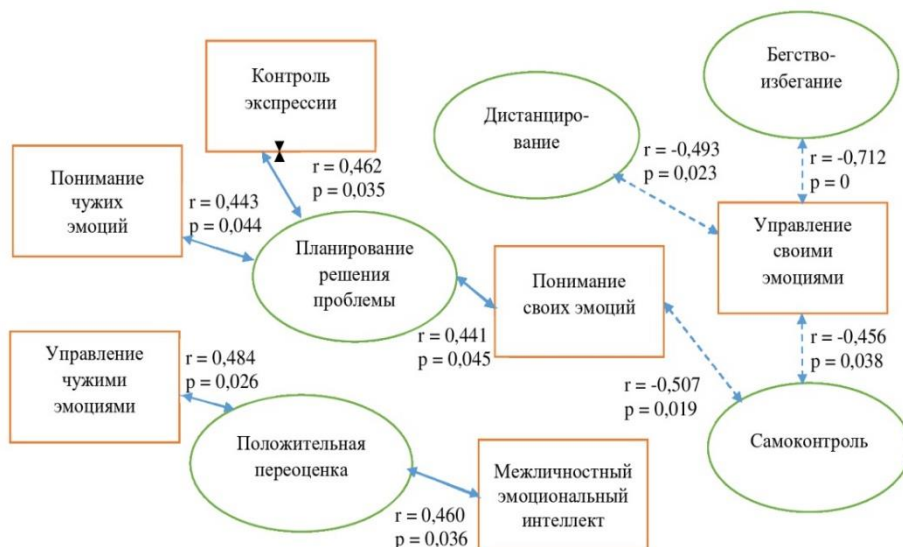 Контроль
экспрессии
Бегство-
избегание
Дистанциро-
вание
r = -0,493
p = 0,023
r = -0,712
p = 0
r = 0,462
p = 0,035
Понимание
чужих
эмоций
r = 0,443
p = 0,044
Планирование
решения
проблемы
Управление
своими
эмоциями
Понимание
своих эмоций
r = 0,441
p = 0,045
r = -0,456
p = 0,038
Управление
чужими
эмоциями
r = 0,484
p = 0,026
r = -0,507
p = 0,019
Положительная
переоценка
Самоконтроль
Межличностный
эмоциональный
интеллект
r = 0,460
p = 0,036